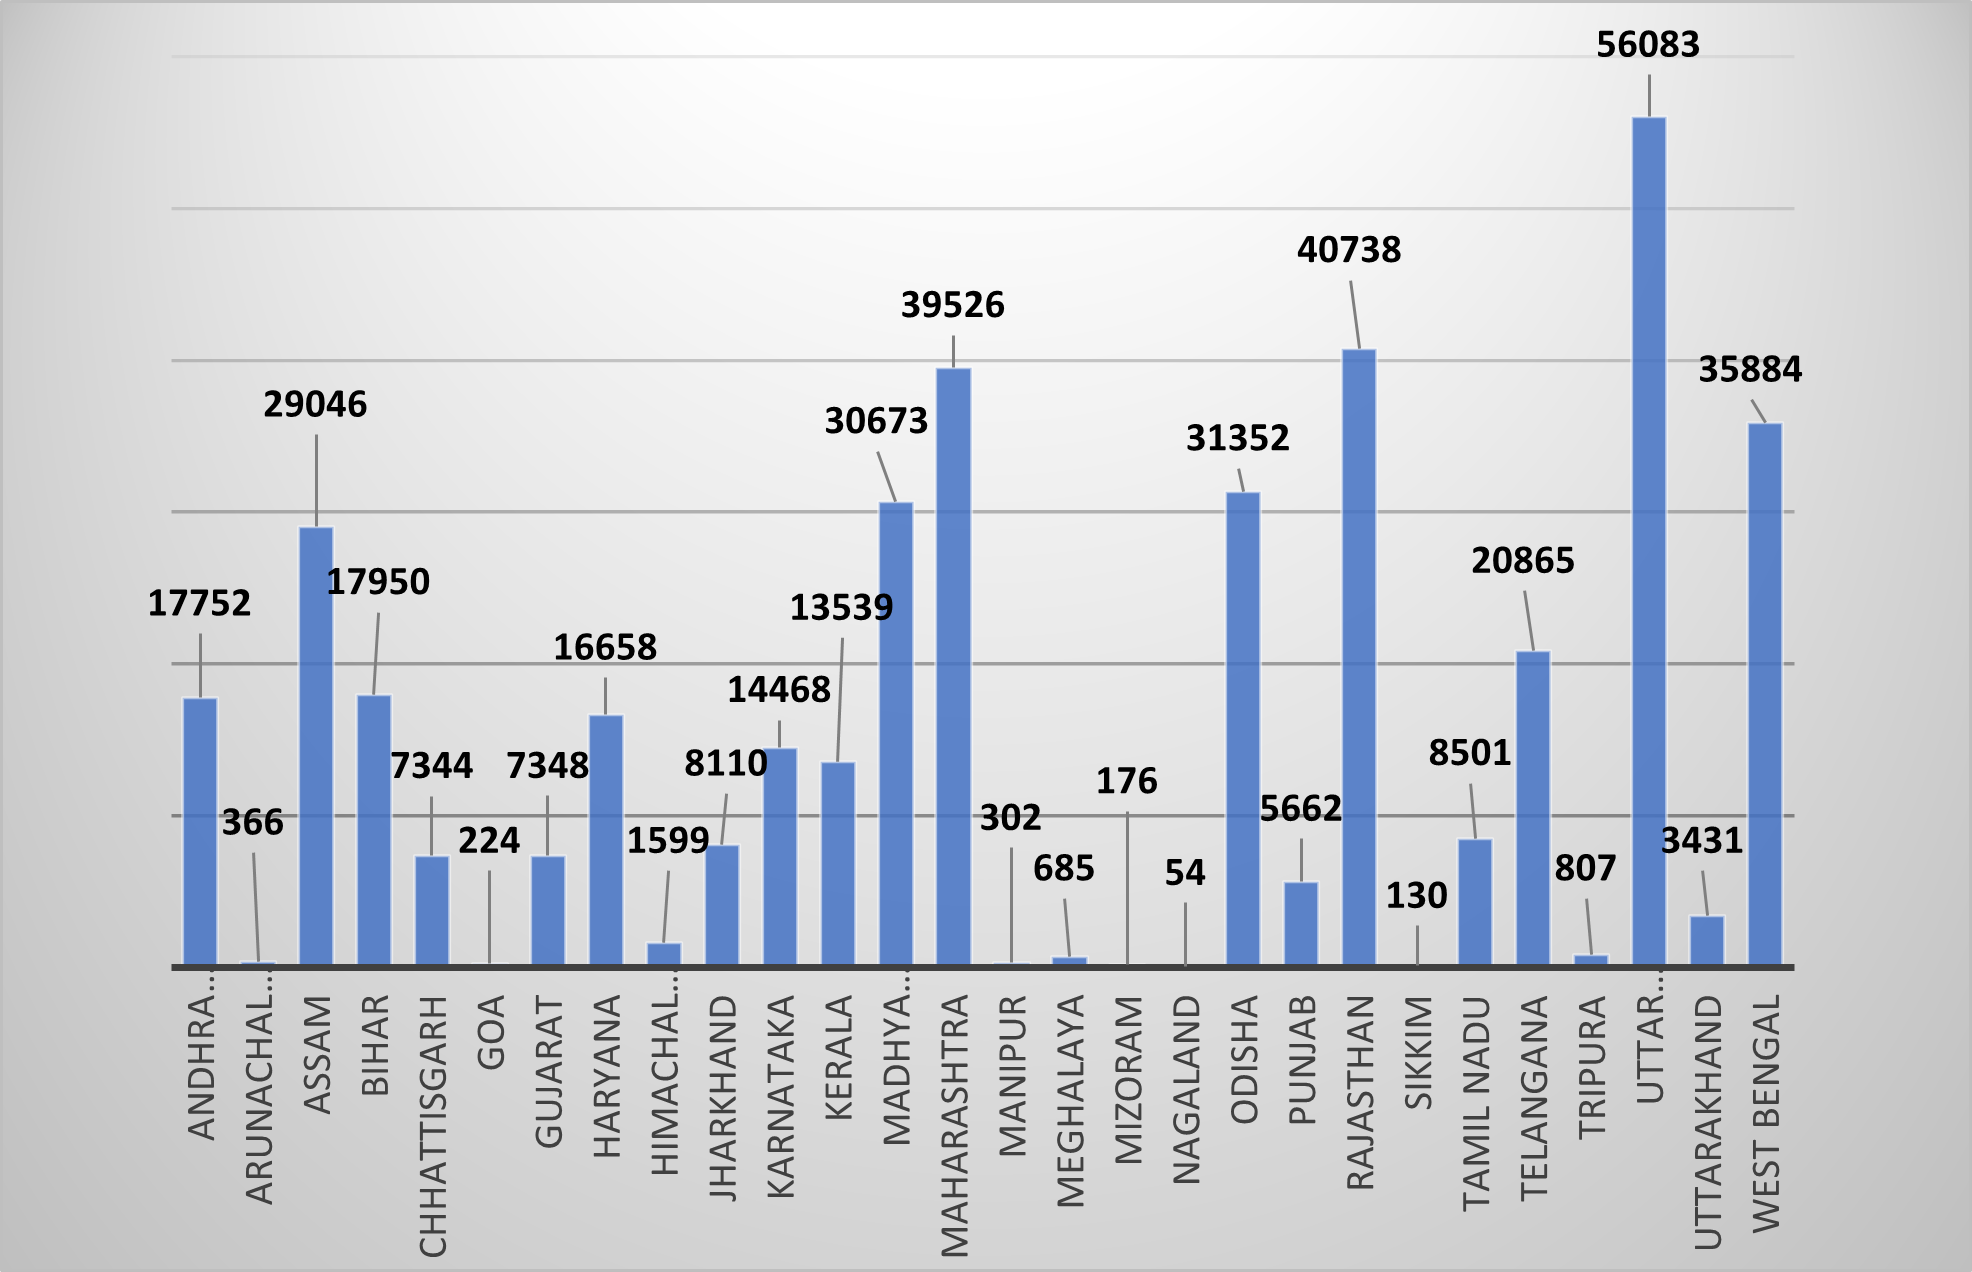 56083
40738
39526
35884
31352
30673
29046
20865
17950
17752
13539
16658
14468
8501
8110
7344
7348
176
5662
302
366
224
1599
3431
685
54
807
130
ANDHRA…
ARUNACHAL…
ASSAM
BIHAR
CHHATTISGARH
GOA
GUJARAT
HARYANA
HIMACHAL…
JHARKHAND
KARNATAKA
KERALA
MADHYA…
MAHARASHTRA
MANIPUR
MEGHALAYA
MIZORAM
NAGALAND
ODISHA
PUNJAB
RAJASTHAN
SIKKIM
TAMIL NADU
TELANGANA
TRIPURA
UTTAR…
UTTARAKHAND
WEST BENGAL